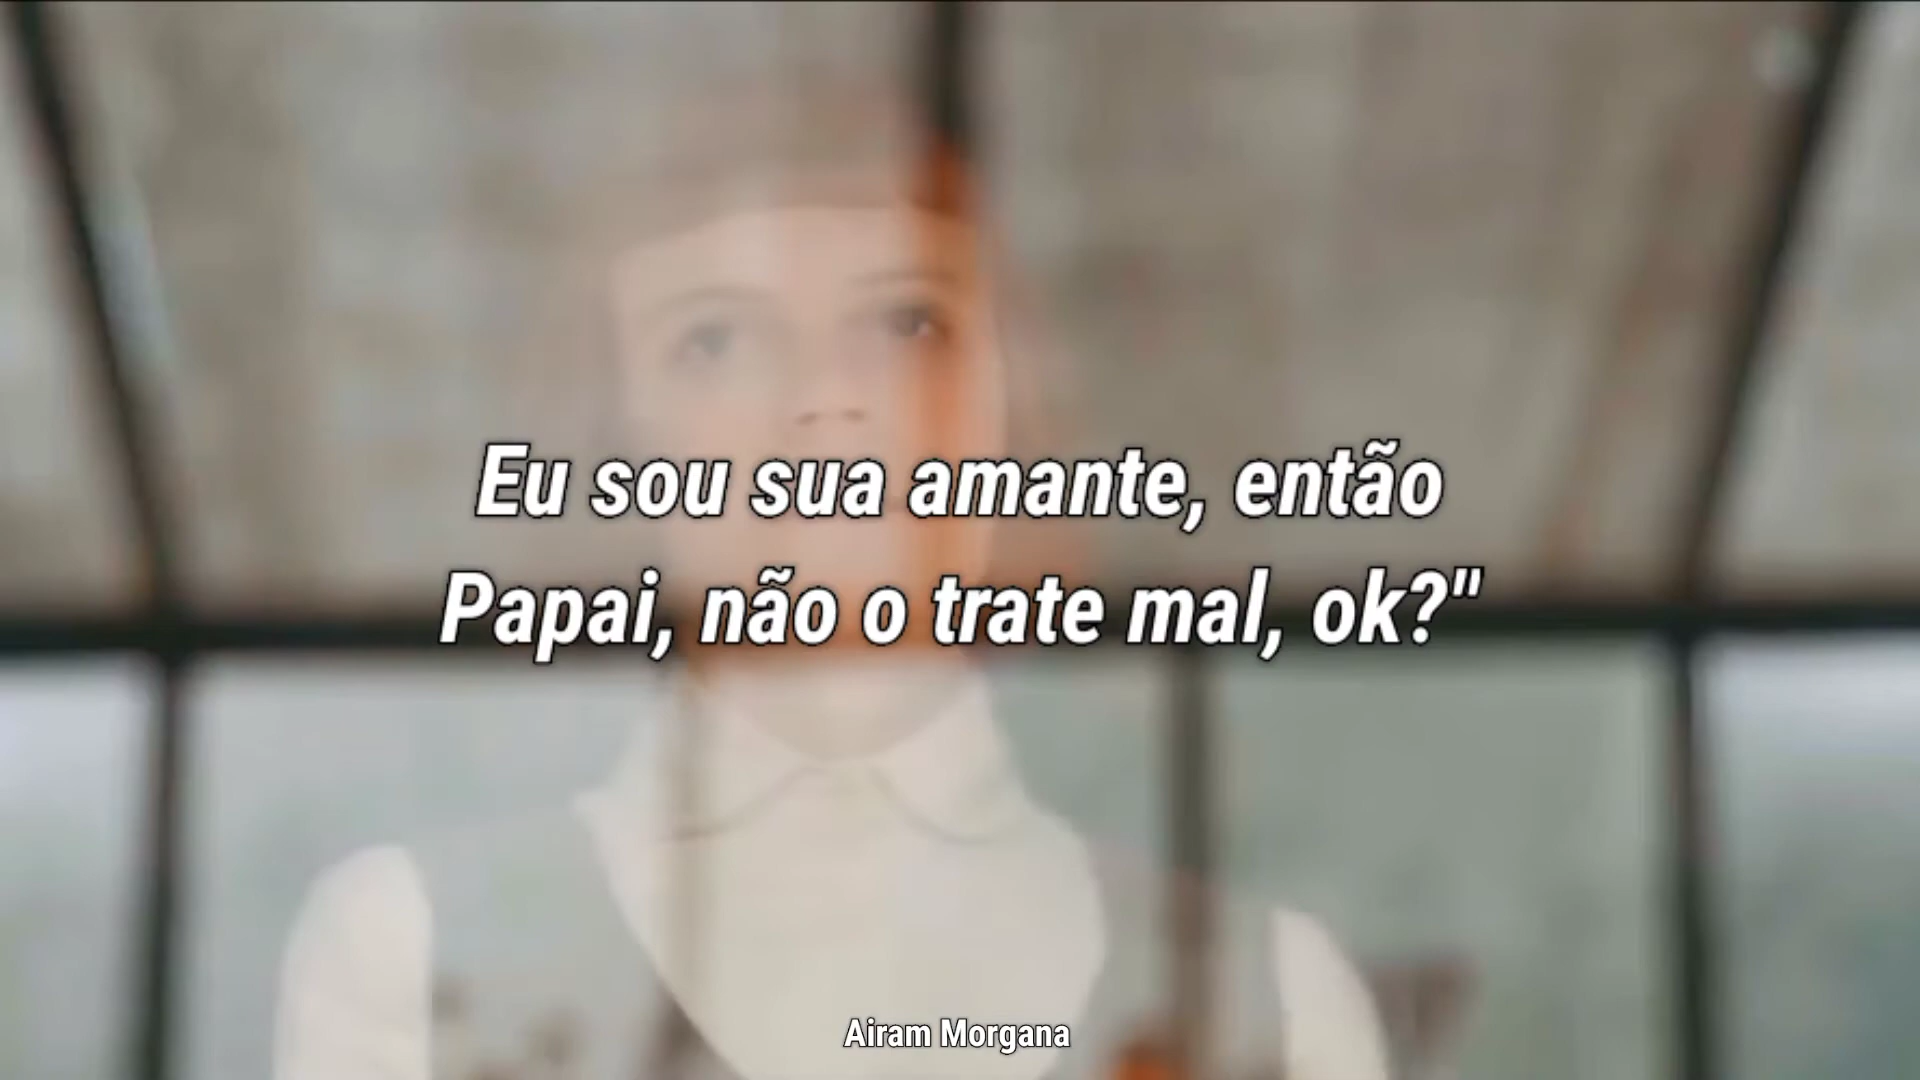 Eu sou sua amante, então
Papai, não o trate mal, ok?"
Airam Morgana